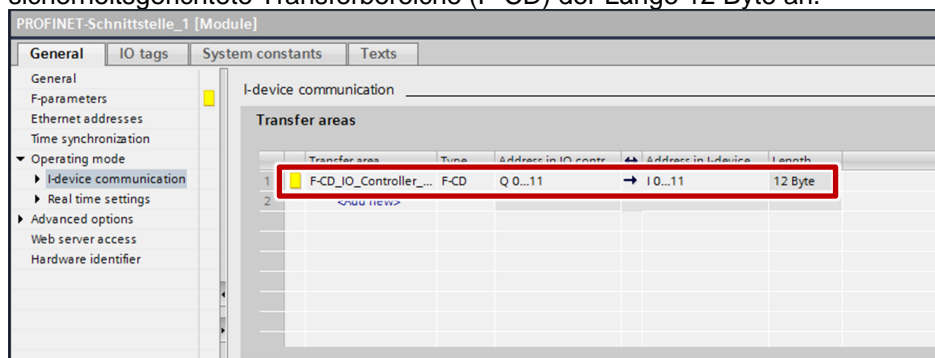 sicherheitsgerichtete Transferbereiche (F-CD) der Länge 12 Byte an.
PROFINET-Schnittstelle_1 [Module]
General IO tags System constants Texts
General
F-parameters
Ethernet addresses
Time synchronization
Operating mode
I-device communication
Real time settings
Advanced options
Web server access
Hardware identifier
I-device communication
Transfer areas
Transfer area Type Address in IO contr... Address in I-device Length
1 F-CD_IO_Controller_... F-CD Q 0...11 → I 0...11 12 Byte
2 <Add new>